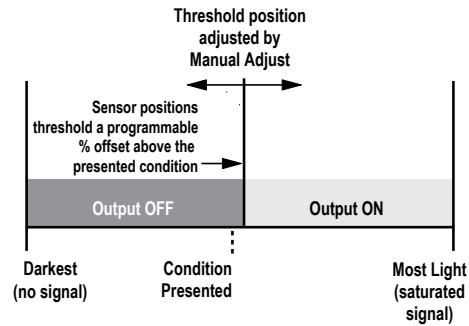 Threshold position
adjusted by
Manual Adjust
Sensor positions
threshold a programmable
% offset above the
presented condition
Output OFF
Output ON
Darkest
(no signal)
Condition
Presented
Most Light
(saturated
signal)